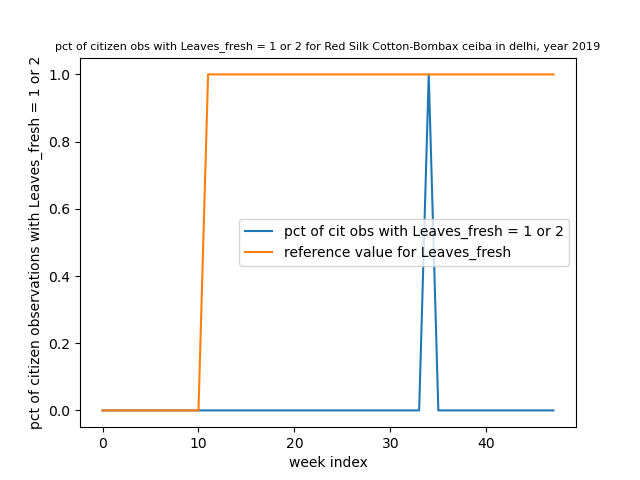 pct of citizen obs with Leaves_fresh = 1 or 2 for Red Silk Cotton-Bombax ceiba in delhi, year 2019
pct of citizen observations with Leaves_fresh = 1 or 2
1.0
0.8
0.6
0.4
0.2
0.0
pct of cit obs with Leaves_fresh = 1 or 2
reference value for Leaves_fresh
0 10 20 30 40
week index